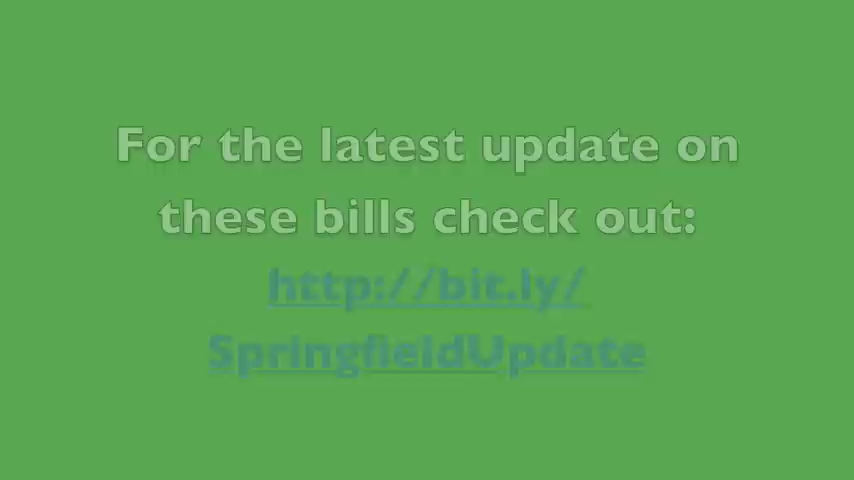 For the latest update on
these bills check out:
http://bit.ly/
SpringfieldUpdate